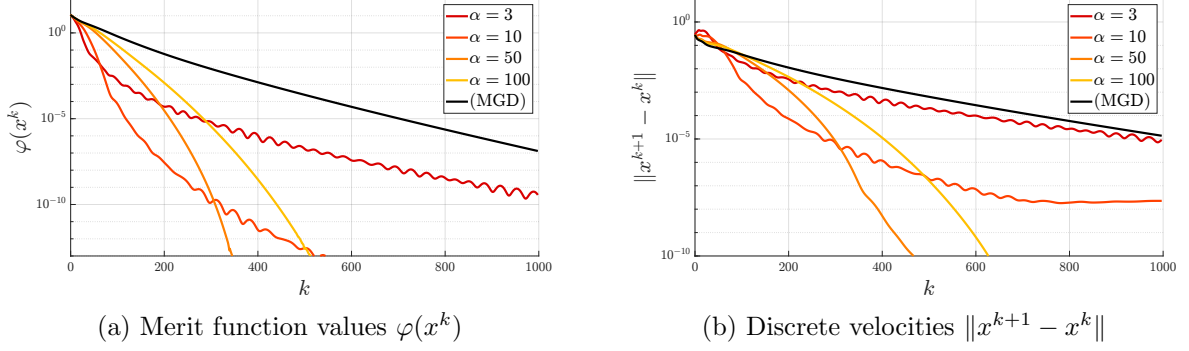 10^0
10^{-5}
10^{-10}
φ(x^k)
0 200 400 600 800 1000
k
α = 3
α = 10
α = 50
α = 100
(MGD)
(a) Merit function values φ(x^k)
10^0
10^{-5}
10^{-10}
‖x^{k+1} − x^k‖
0 200 400 600 800 1000
k
α = 3
α = 10
α = 50
α = 100
(MGD)
(b) Discrete velocities ‖x^{k+1} − x^k‖